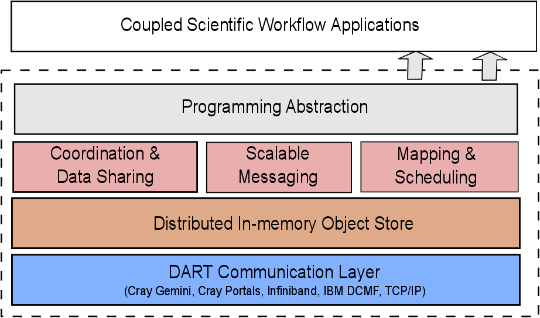 Coupled Scientific Workflow Applications
Programming Abstraction
Coordination &
Data Sharing
Scalable
Messaging
Mapping &
Scheduling
Distributed In-memory Object Store
DART Communication Layer
(Cray Gemini, Cray Portals, Infiniband, IBM DCMF, TCP/IP)